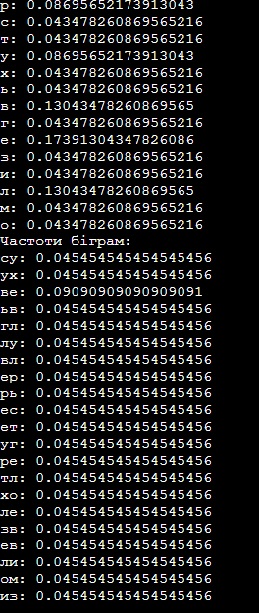 р: 0.08695652173913043
с: 0.043478260869565216
т: 0.043478260869565216
у: 0.08695652173913043
х: 0.043478260869565216
ь: 0.043478260869565216
в: 0.13043478260869565
г: 0.043478260869565216
е: 0.17391304347826086
з: 0.043478260869565216
и: 0.043478260869565216
л: 0.13043478260869565
м: 0.043478260869565216
о: 0.043478260869565216
Частоти біграм:
су: 0.045454545454545456
ух: 0.045454545454545456
ве: 0.09090909090909091
ьв: 0.045454545454545456
гл: 0.045454545454545456
лу: 0.045454545454545456
вл: 0.045454545454545456
ер: 0.045454545454545456
рь: 0.045454545454545456
ес: 0.045454545454545456
ет: 0.045454545454545456
уг: 0.045454545454545456
ре: 0.045454545454545456
тл: 0.045454545454545456
хо: 0.045454545454545456
ле: 0.045454545454545456
зв: 0.045454545454545456
ев: 0.045454545454545456
ли: 0.045454545454545456
ом: 0.045454545454545456
из: 0.045454545454545456